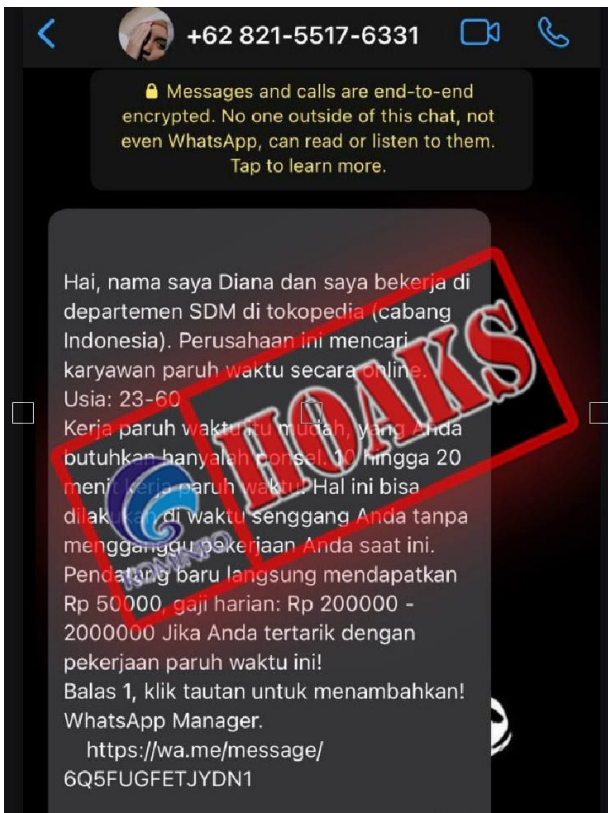 +62 821-5517-6331
Messages and calls are end-to-end
encrypted. No one outside of this chat, not
even WhatsApp, can read or listen to them.
Tap to learn more.
Hai, nama saya Diana dan saya bekerja di
departemen SDM di tokopedia (cabang
Indonesia). Perusahaan ini mencari
karyawan paruh waktu secara online.
Usia: 23-60
Kerja paruh waktu itu mudah, yang Anda
butuhkan hanyalah ponsel. 10 hingga 20
menit kerja paruh waktu! Hal ini bisa
dilakukan di waktu senggang Anda tanpa
mengganggu pekerjaan Anda saat ini.
Pendatang baru langsung mendapatkan
Rp 50000, gaji harian: Rp 200000 -
2000000 Jika Anda tertarik dengan
pekerjaan paruh waktu ini!
Balas 1, klik tautan untuk menambahkan!
WhatsApp Manager.
https://wa.me/message/
6Q5FUGFETJYDN1
HOAKS
KOMINFO